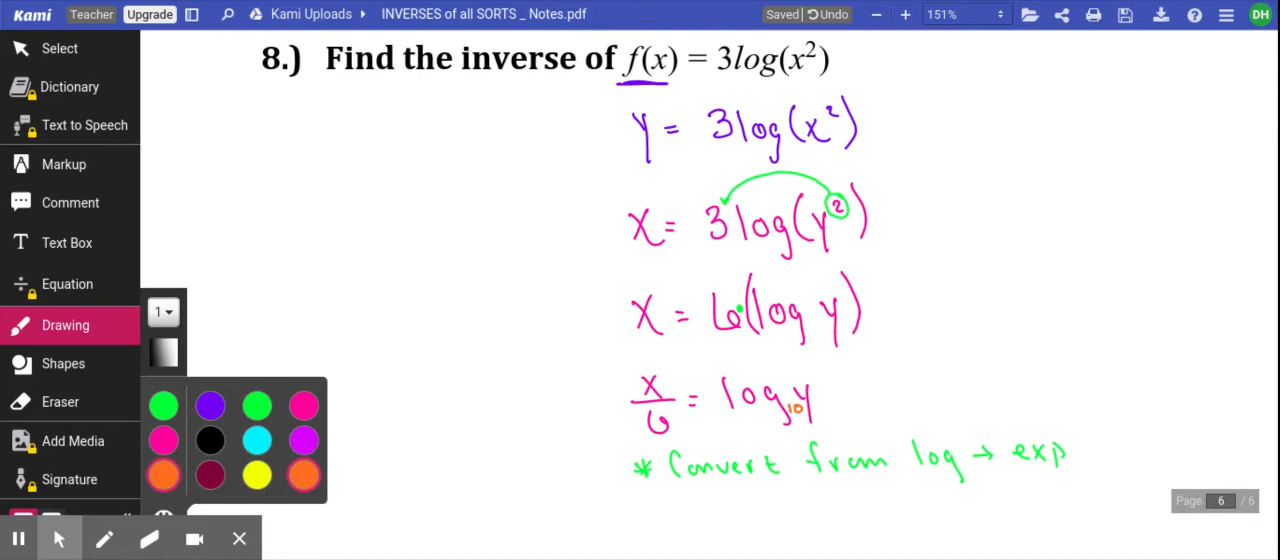 Kami
Teacher
Upgrade
Kami Uploads
INVERSES of all SORTS _ Notes.pdf
Saved
Undo
151%
DH
Select
Dictionary
Text to Speech
Markup
Comment
Text Box
Equation
Drawing
Shapes
Eraser
Add Media
Signature
1
8.) Find the inverse of f(x) = 3log(x²)
y = 3log(x²)
x = 3log(y²)
x = 6(log y)
x/6 = log₁₀y
* Convert from log → exp
Page 6 / 6